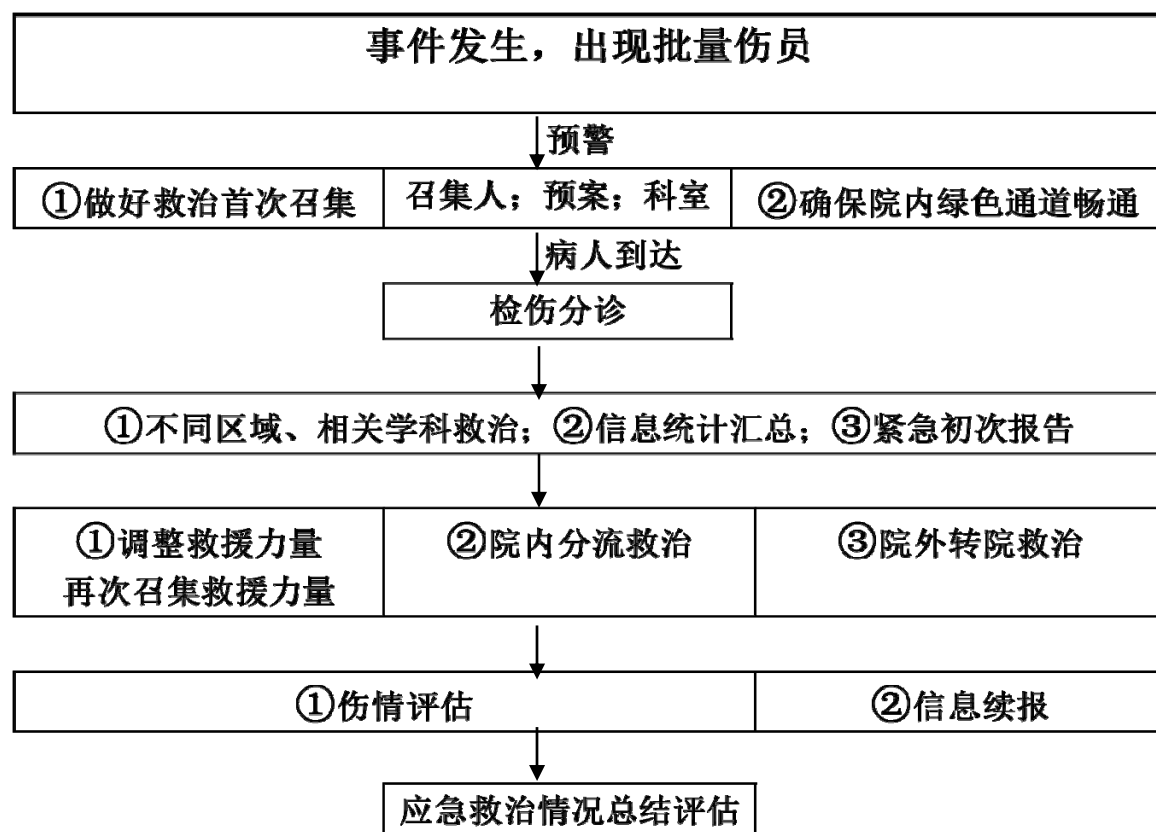 事件发生，出现批量伤员
预警
①做好救治首次召集
召集人；预案；科室
②确保院内绿色通道畅通
病人到达
检伤分诊
①不同区域、相关学科救治；②信息统计汇总；③紧急初次报告
①调整救援力量
再次召集救援力量
②院内分流救治
③院外转院救治
①伤情评估
②信息续报
应急救治情况总结评估